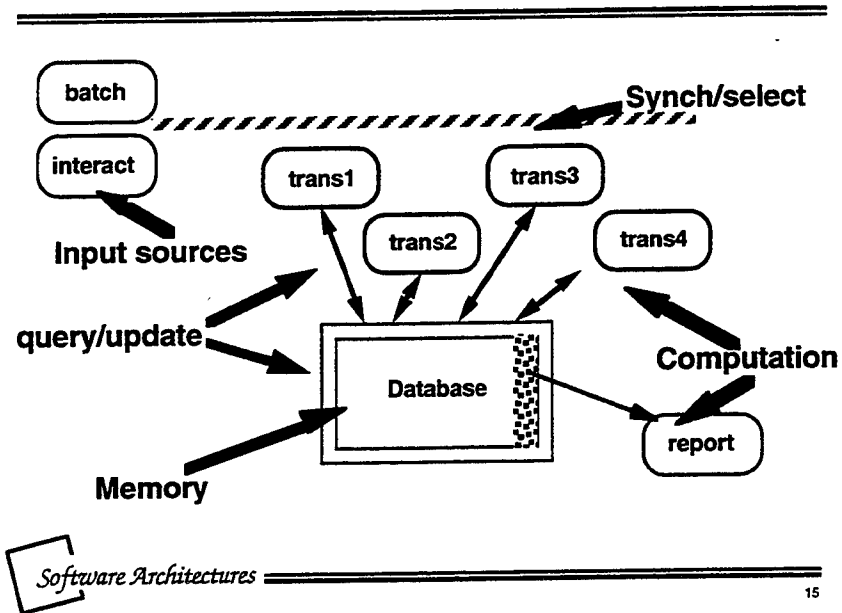 batch
Synch/select
interact
trans1
trans3
trans2
trans4
Input sources
query/update
Computation
Database
report
Memory
Software Architectures
15